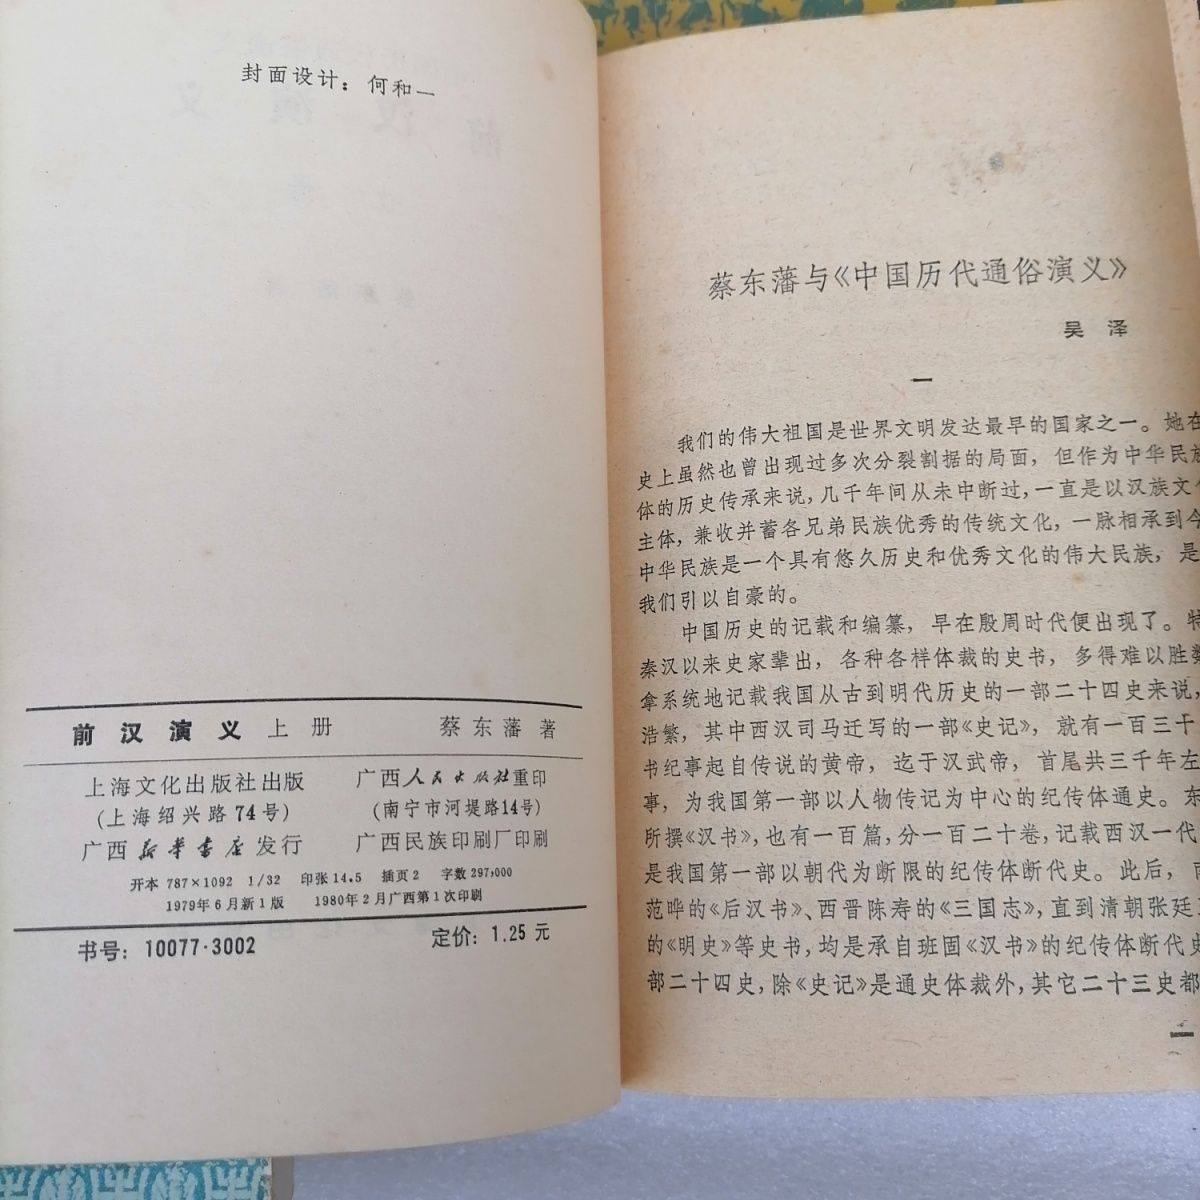 封面设计：何和一
前汉演义 上册 蔡东藩 著
上海文化出版社出版
(上海绍兴路74号)
广西新华书店发行
广西人民出版社重印
(南宁市河堤路14号)
广西民族印刷厂印刷
开本 787×1092 1/32 印张 14.5 插页 2 字数 297,000
1979年6月新1版 1980年2月广西第1次印刷
书号：10077·3002 定价：1.25元
蔡东藩与《中国历代通俗演义》
吴泽
一
我们的伟大祖国是世界文明发达最早的国家之一。她在
史上虽然也曾出现过多次分裂割据的局面，但作为中华民族
体的历史传承来说，几千年间从未中断过，一直是以汉族文化
主体，兼收并蓄各兄弟民族优秀的传统文化，一脉相承到今
中华民族是一个具有悠久历史和优秀文化的伟大民族，是
我们引以自豪的。
中国历史的记载和编纂，早在殷周时代便出现了。特
秦汉以来史家辈出，各种各样体裁的史书，多得难以胜数
拿系统地记载我国从古到明代历史的一部二十四史来说，
浩繁，其中西汉司马迁写的一部《史记》，就有一百三十
书纪事起自传说的黄帝，迄于汉武帝，首尾共三千年左
事，为我国第一部以人物传记为中心的纪传体通史。东
所撰《汉书》，也有一百篇，分一百二十卷，记载西汉一代
是我国第一部以朝代为断限的纪传体断代史。此后，南
范晔的《后汉书》、西晋陈寿的《三国志》，直到清朝张廷
的《明史》等史书，均是承自班固《汉书》的纪传体断代史
部二十四史，除《史记》是通史体裁外，其它二十三史都